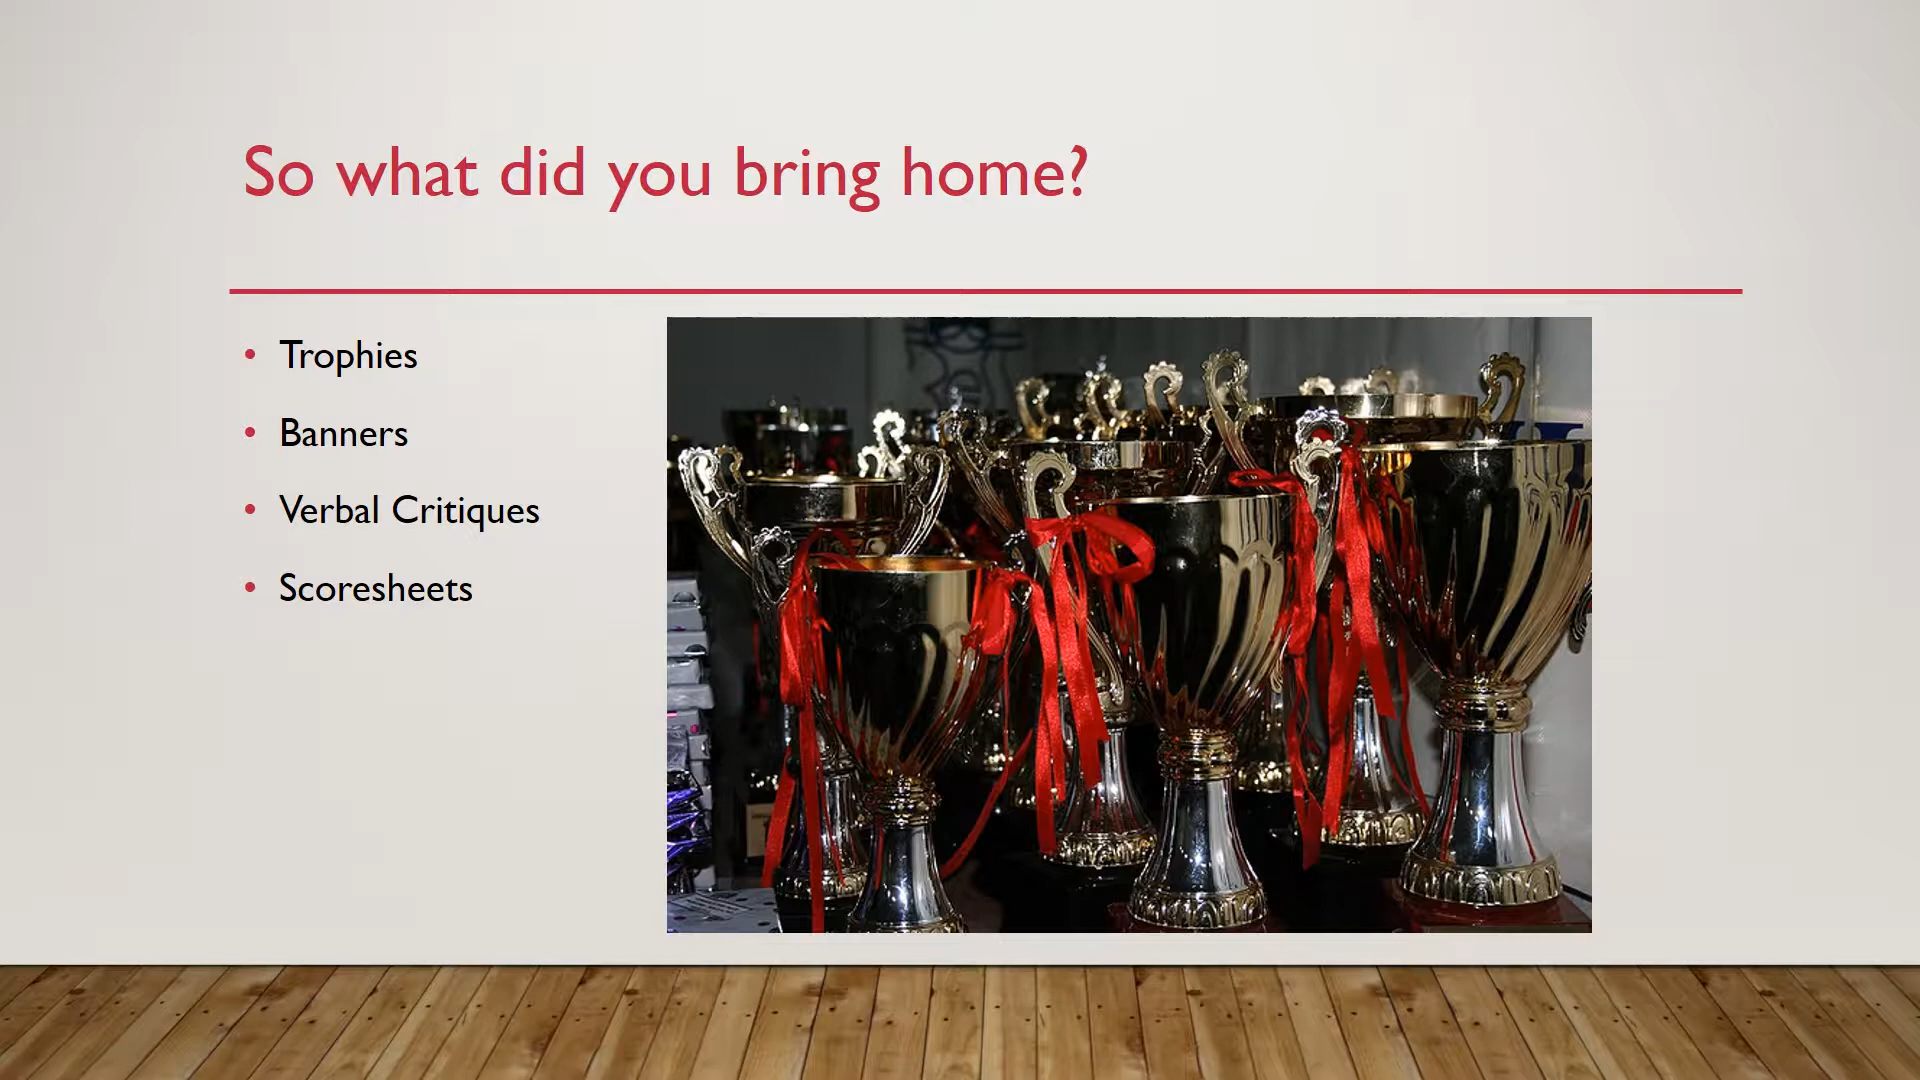 So what did you bring home?
• Trophies
• Banners
• Verbal Critiques
• Scoresheets